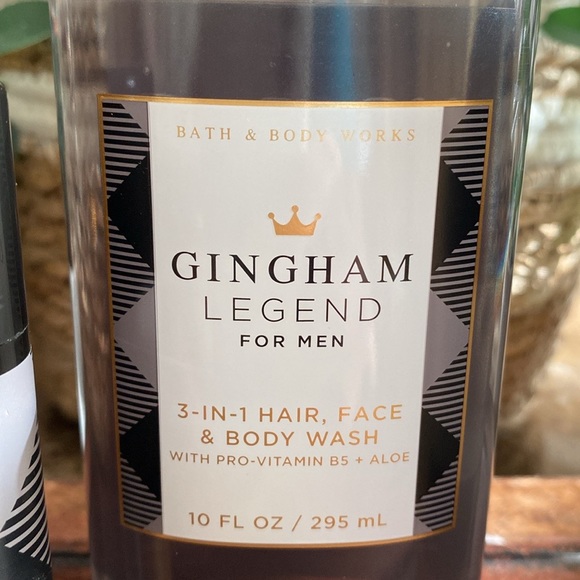 BATH & BODY WORKS
GINGHAM
LEGEND
FOR MEN
3-IN-1 HAIR, FACE
& BODY WASH
WITH PRO-VITAMIN B5 + ALOE
10 FL OZ / 295 mL